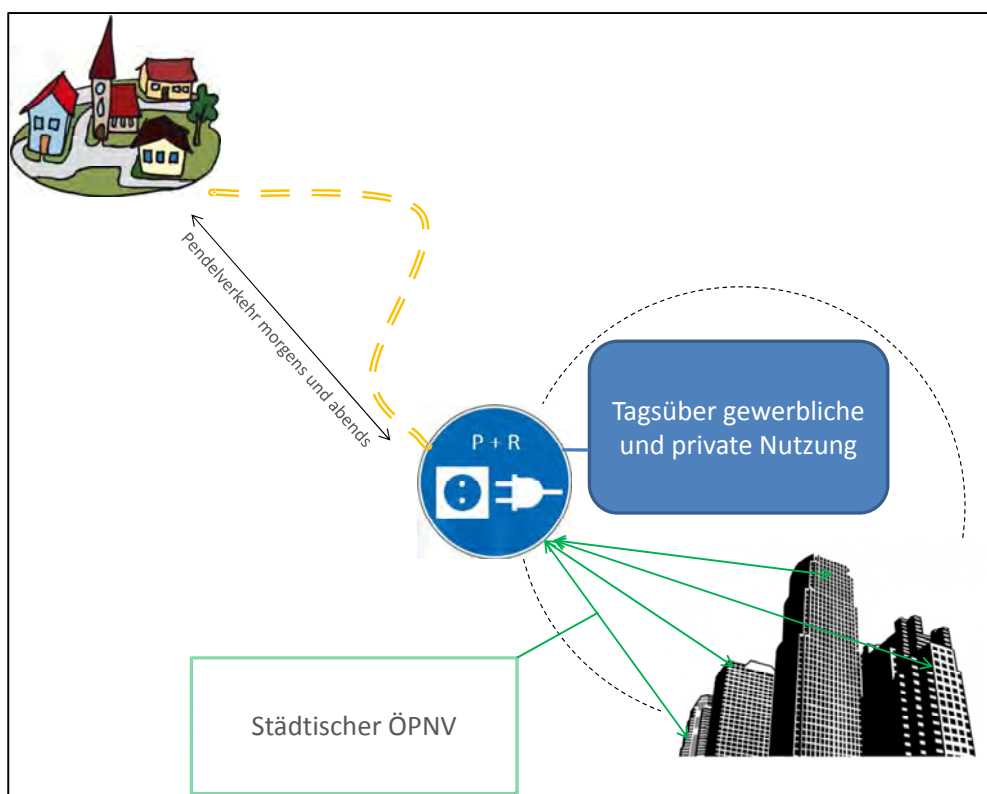 Pendelverkehr morgens und abends
P + R
Tagsüber gewerbliche
und private Nutzung
Städtischer ÖPNV